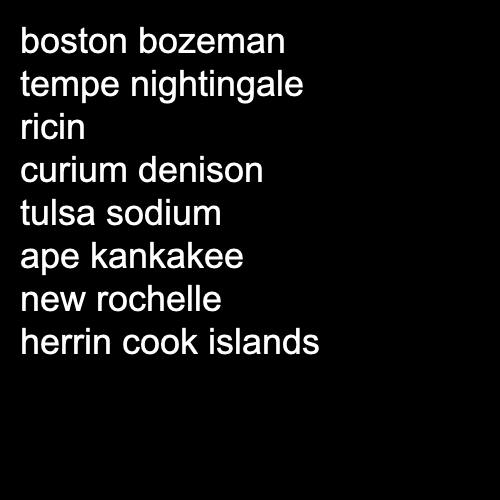 boston bozeman
tempe nightingale
ricin
curium denison
tulsa sodium
ape kankakee
new rochelle
herrin cook islands